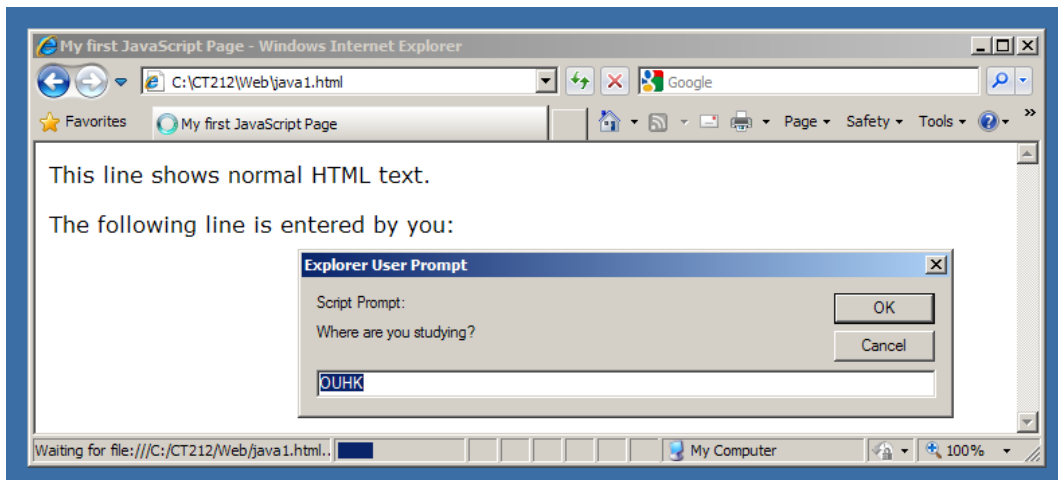 My first JavaScript Page - Windows Internet Explorer
C:\CT212\Web\java1.html
Google
Favorites
My first JavaScript Page
Page
Safety
Tools
»
This line shows normal HTML text.
The following line is entered by you:
Explorer User Prompt
Script Prompt:
OK
Where are you studying?
Cancel
OUHK
Waiting for file:///C:/CT212/Web/java1.html..
My Computer
100%